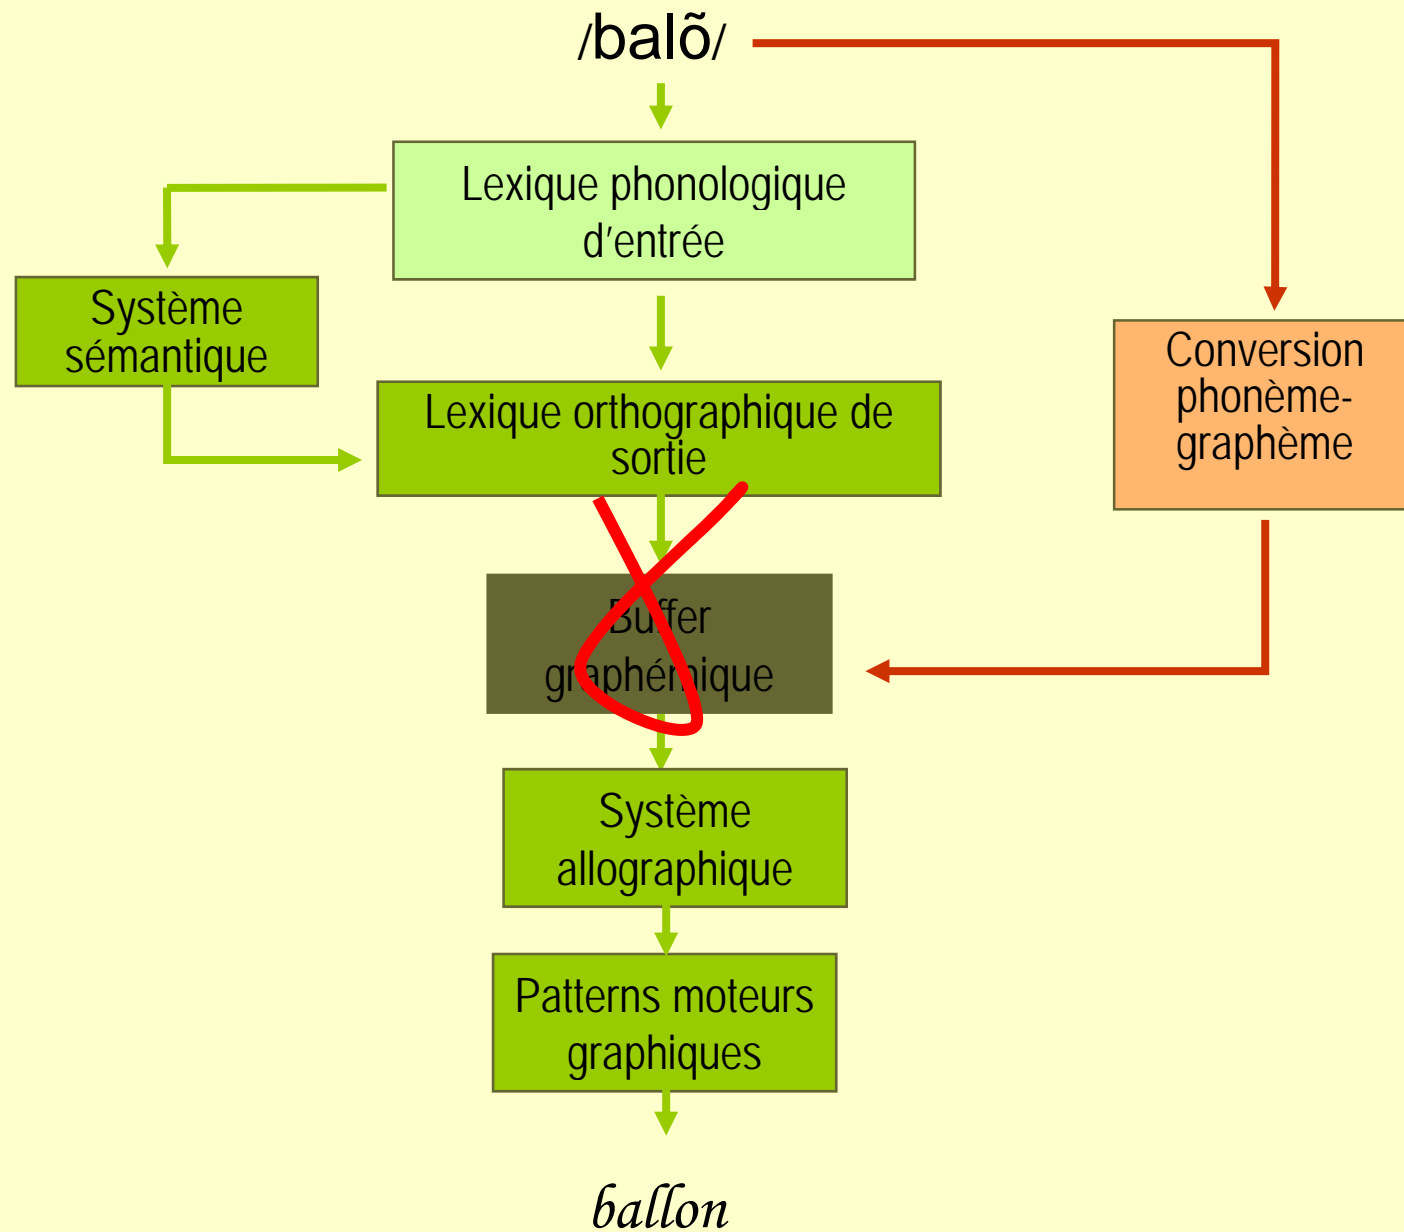 /balõ/
Lexique phonologique
d'entrée
Système
sémantique
Conversion
phonème-
graphème
Lexique orthographique de
sortie
Buffer
graphémique
Système
allographique
Patterns moteurs
graphiques
ballon